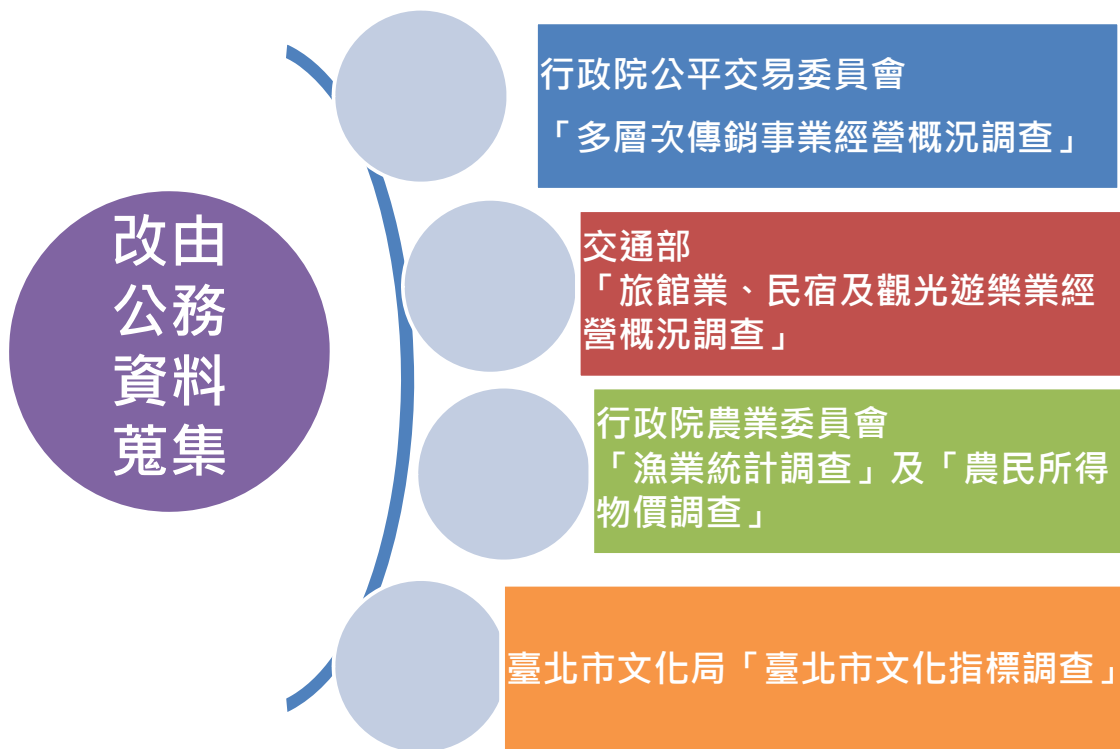 改由
公務
資料
蒐集
行政院公平交易委員會
「多層次傳銷事業經營概況調查」
交通部
「旅館業、民宿及觀光遊樂業經
營概況調查」
行政院農業委員會
「漁業統計調查」及「農民所得
物價調查」
臺北市文化局「臺北市文化指標調查」